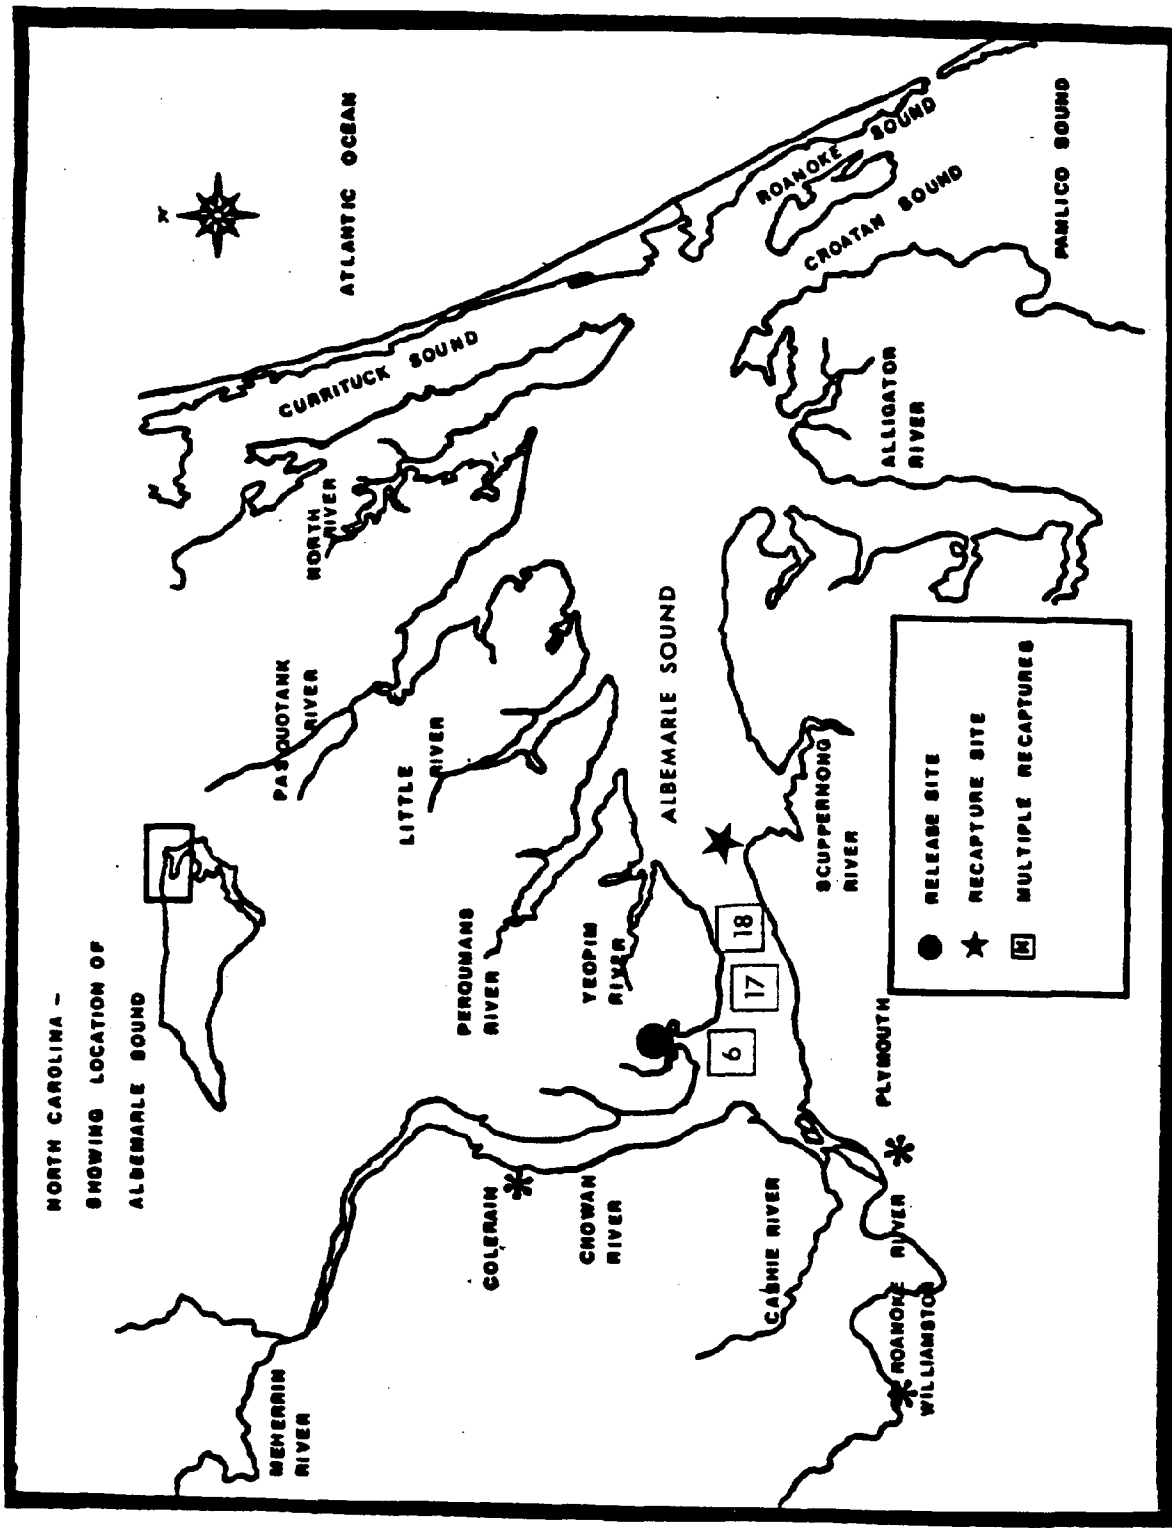 NORTH CAROLINA -
SHOWING LOCATION OF
ALBEMARLE SOUND
N
ATLANTIC OCEAN
MEHERRIN
RIVER
COLERAIN
CHOWAN
RIVER
CASHIE RIVER
ROANOKE RIVER
WILLIAMSTON
PLYMOUTH
PERQUMANS
RIVER
YEOPIM
RIVER
LITTLE
RIVER
PASQUOTANK
RIVER
NORTH
RIVER
CURRITUCK SOUND
ALBEMARLE SOUND
6
17
18
SCUPPERNONG
RIVER
ALLIGATOR
RIVER
ROANOKE SOUND
CROATAN SOUND
PAMLICO SOUND
RELEASE SITE
RECAPTURE SITE
N MULTIPLE RECAPTURES